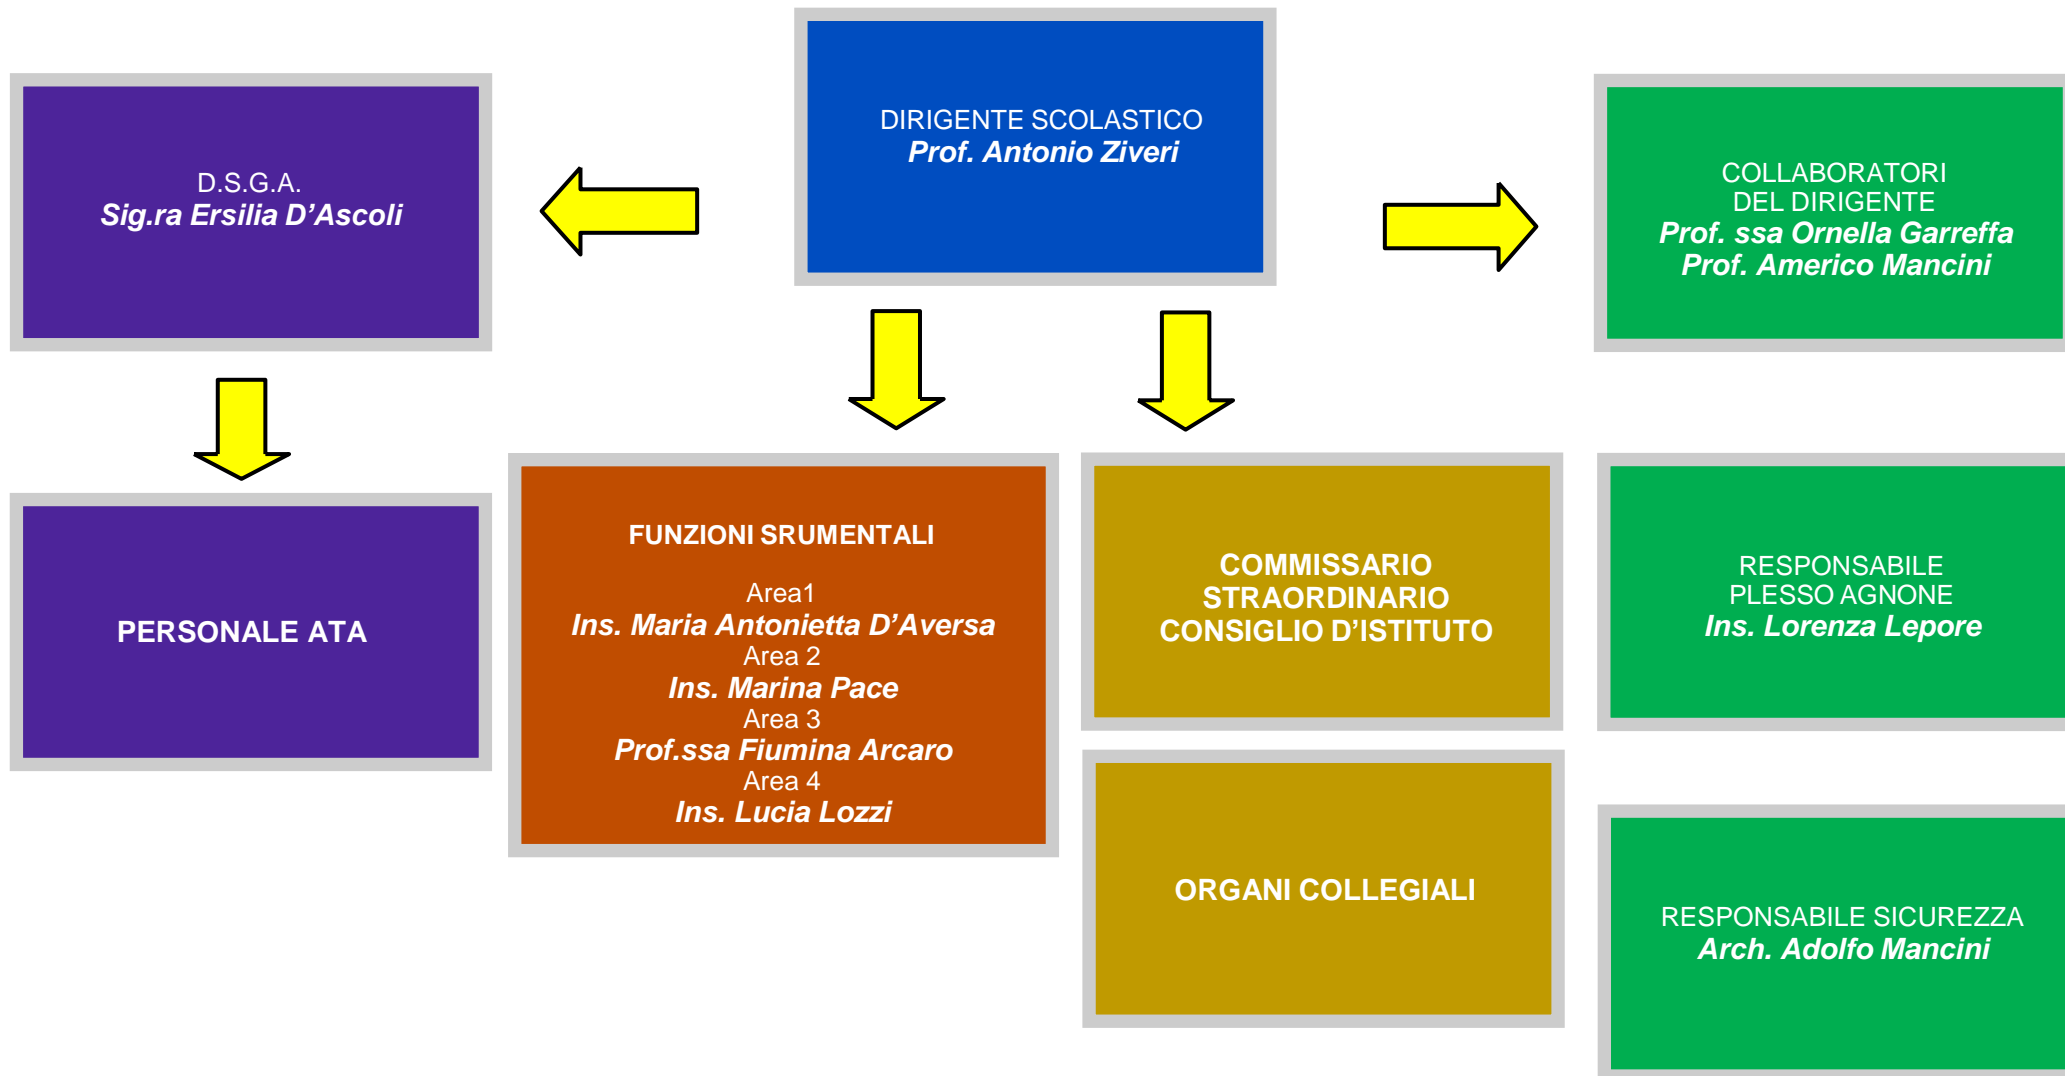 DIRIGENTE SCOLASTICO
Prof. Antonio Ziveri
D.S.G.A.
Sig.ra Ersilia D’Ascoli
COLLABORATORI
DEL DIRIGENTE
Prof. ssa Ornella Garreffa
Prof. Americo Mancini
PERSONALE ATA
FUNZIONI SRUMENTALI
Area1
Ins. Maria Antonietta D’Aversa
Area 2
Ins. Marina Pace
Area 3
Prof.ssa Fiumina Arcaro
Area 4
Ins. Lucia Lozzi
COMMISSARIO
STRAORDINARIO
CONSIGLIO D’ISTITUTO
RESPONSABILE
PLESSO AGNONE
Ins. Lorenza Lepore
ORGANI COLLEGIALI
RESPONSABILE SICUREZZA
Arch. Adolfo Mancini